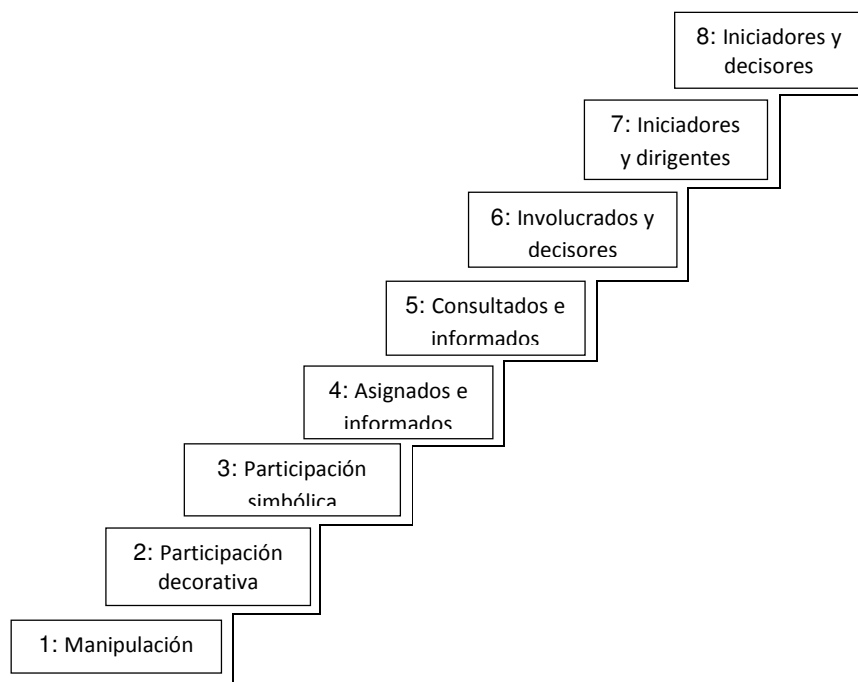 8: Iniciadores y
decisores
7: Iniciadores
y dirigentes
6: Involucrados y
decisores
5: Consultados e
informados
4: Asignados e
informados
3: Participación
simbólica
2: Participación
decorativa
1: Manipulación